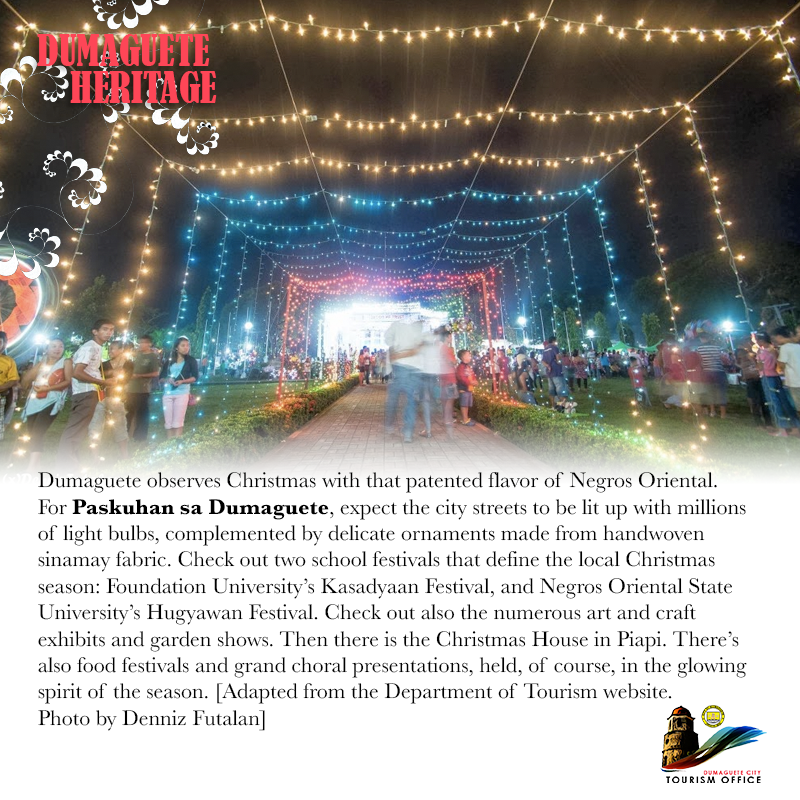 DUMAGUETE
HERITAGE
Dumaguete observes Christmas with that patented flavor of Negros Oriental.
For Paskuhan sa Dumaguete, expect the city streets to be lit up with millions
of light bulbs, complemented by delicate ornaments made from handwoven
sinamay fabric. Check out two school festivals that define the local Christmas
season: Foundation University’s Kasadyaan Festival, and Negros Oriental State
University’s Hugyawan Festival. Check out also the numerous art and craft
exhibits and garden shows. Then there is the Christmas House in Piapi. There’s
also food festivals and grand choral presentations, held, of course, in the glowing
spirit of the season. [Adapted from the Department of Tourism website.
Photo by Denniz Futalan]
DUMAGUETE CITY
TOURISM OFFICE